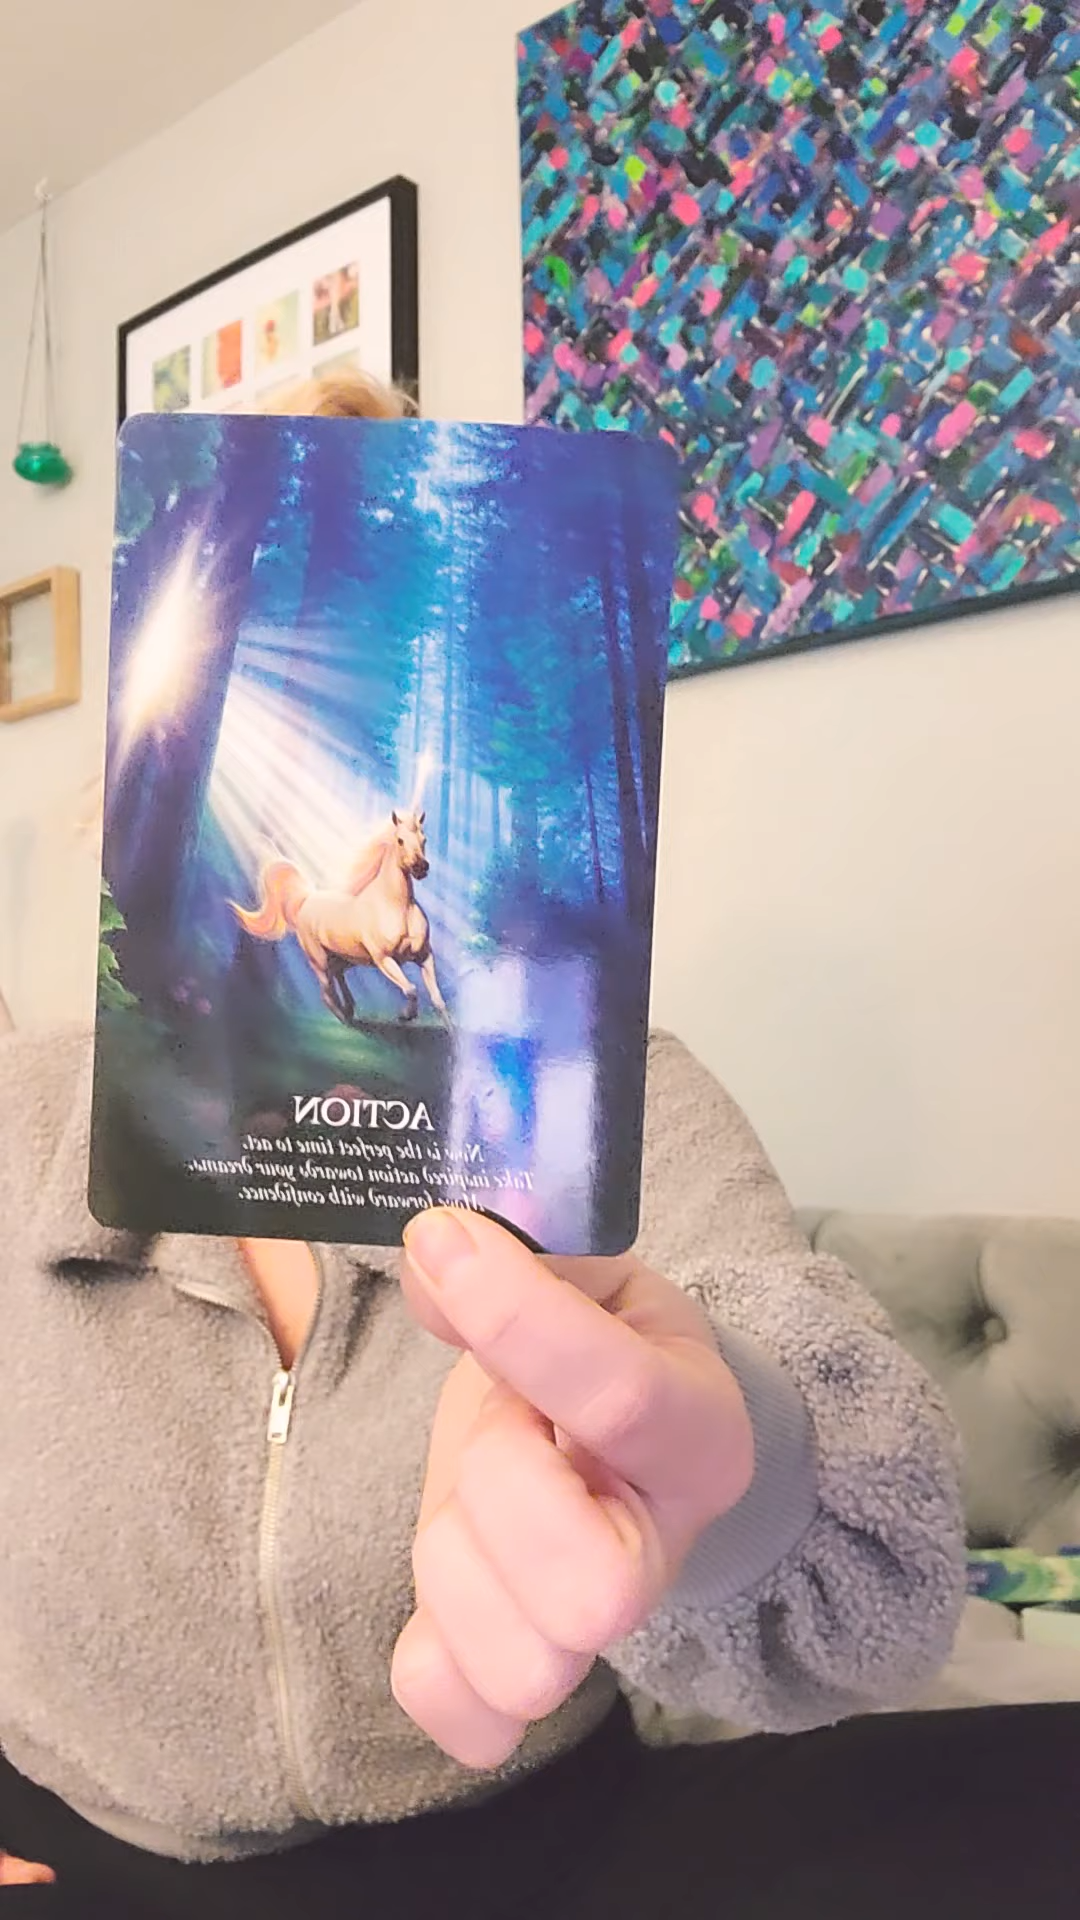 ACTION
Now is the perfect time to act.
Take inspired action towards your dreams.
Move forward with confidence.